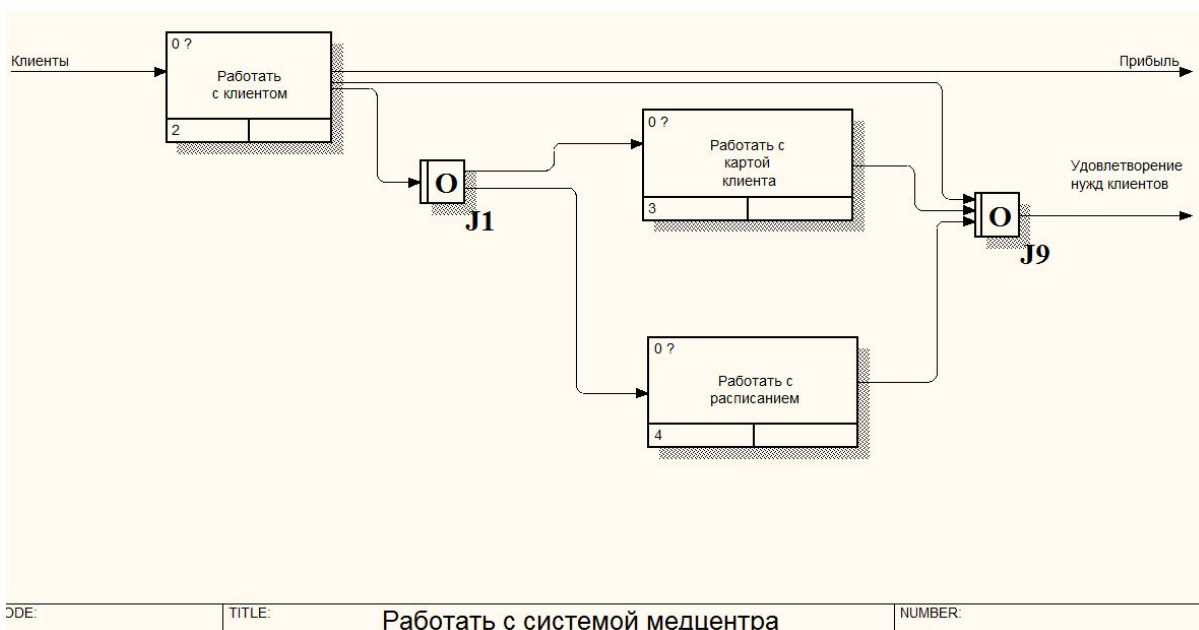 Клиенты
0 ?
Работать
с клиентом
2
Прибыль
0 ?
Работать с
картой
клиента
3
Удовлетворение
нужд клиентов
O
J1
O
J9
0 ?
Работать с
расписанием
4
ODE:
TITLE:
Работать с системой медцентра
NUMBER: